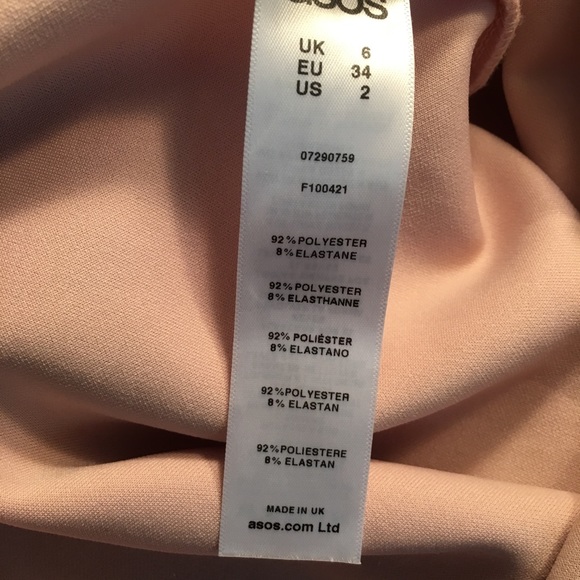 asos
UK 6
EU 34
US 2
07290759
F100421
92%POLYESTER
8% ELASTANE
92%POLYESTER
8% ELASTHANNE
92% POLIÉSTER
8% ELASTANO
92%POLYESTER
8% ELASTAN
92%POLIESTERE
8% ELASTAN
MADE IN UK
asos.com Ltd